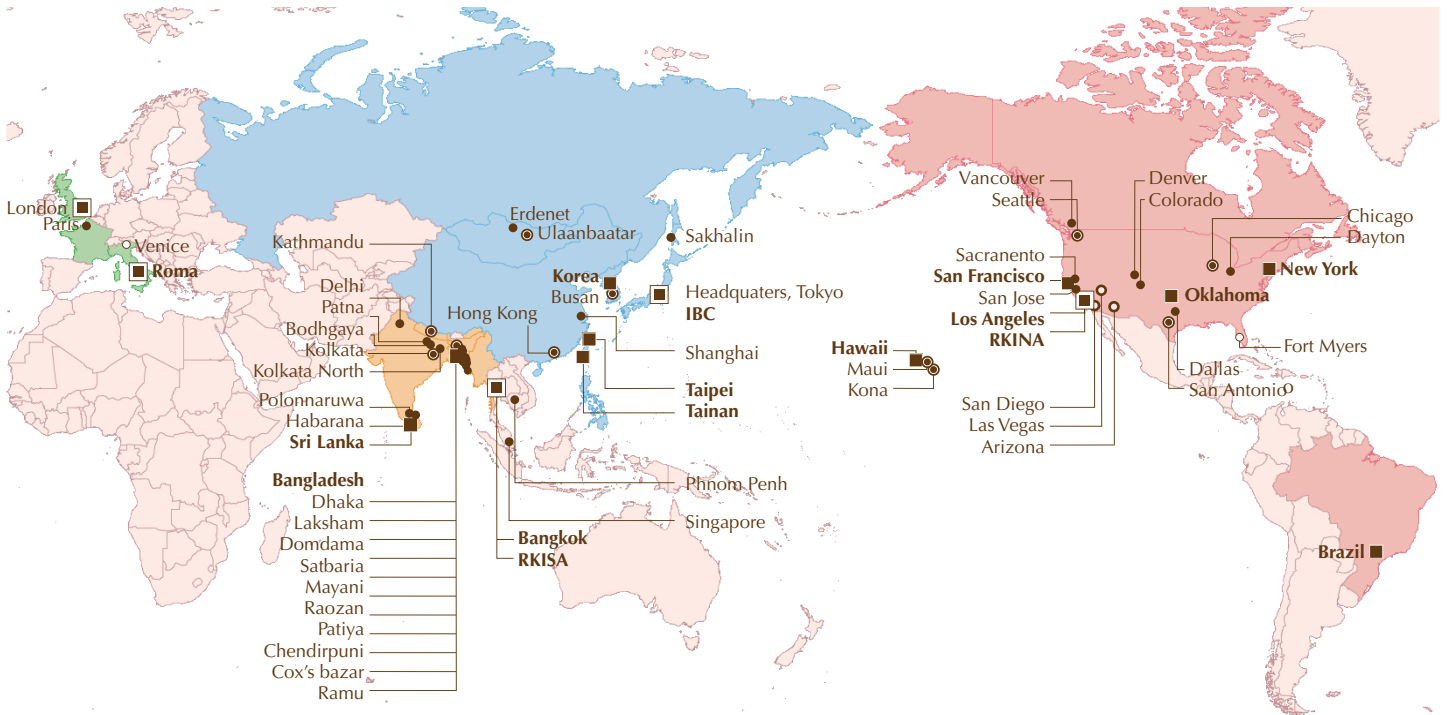 London
Paris
Venice
Roma
Kathmandu
Delhi
Patna
Bodhgaya
Kolkata
Kolkata North
Polonnaruwa
Habarana
Sri Lanka
Bangladesh
Dhaka
Laksham
Domdama
Satbaria
Mayani
Raozan
Patiya
Chendirpuni
Cox's bazar
Ramu
Erdenet
Ulaanbaatar
Sakhalin
Korea
Busan
Hong Kong
Headquaters, Tokyo
IBC
Shanghai
Taipei
Tainan
Phnom Penh
Singapore
Bangkok
RKISA
Vancouver
Seattle
Denver
Colorado
Chicago
Dayton
Sacranento
San Francisco
San Jose
Los Angeles
RKINA
New York
Oklahoma
Hawaii
Maui
Kona
Fort Myers
Dallas
San Antonio
San Diego
Las Vegas
Arizona
Brazil